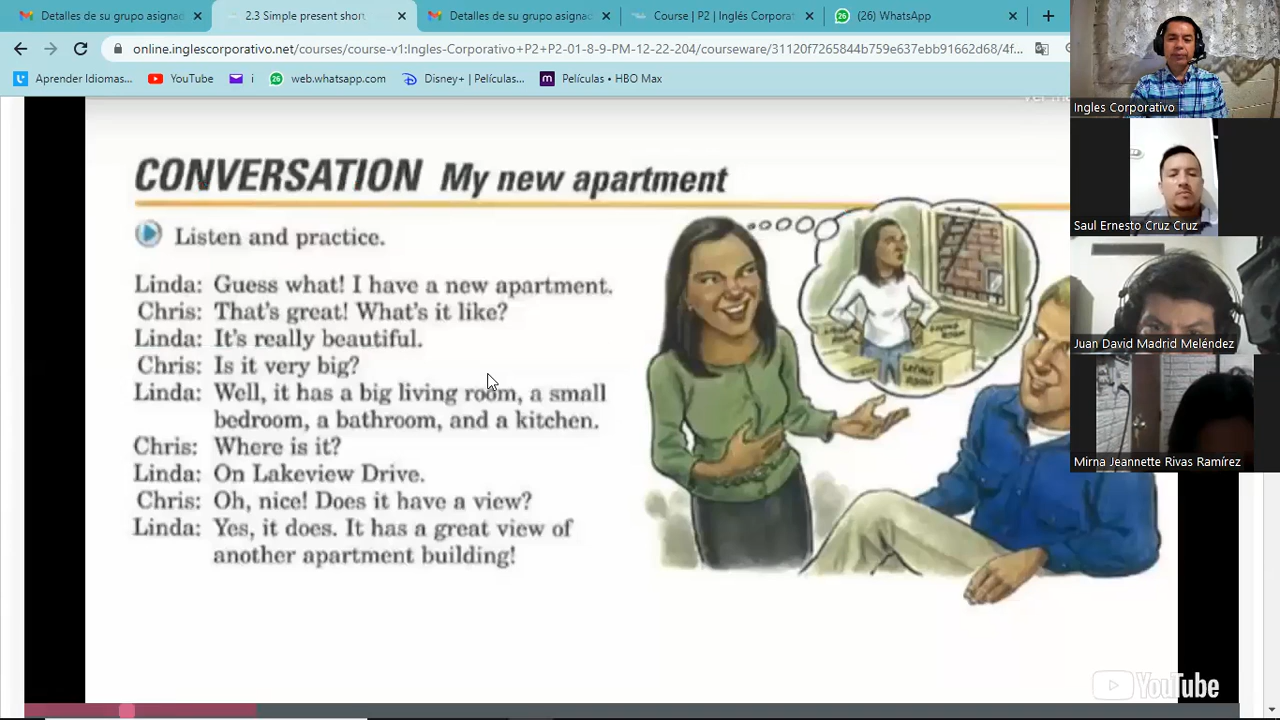 Detalles de su grupo asignad
2.3 Simple present short
Detalles de su grupo asignad
Course | P2 | Inglés Corporat
(26) WhatsApp
online.inglescorporativo.net/courses/course-v1:Ingles-Corporativo+P2+P2-01-8-9-PM-12-22-204/courseware/31120f7265844b759e637ebb91662d68/4f...
Aprender Idiomas...
YouTube
i
web.whatsapp.com
Disney+ | Películas...
Películas • HBO Max
CONVERSATION My new apartment
Listen and practice.
Linda: Guess what! I have a new apartment.
Chris: That's great! What's it like?
Linda: It's really beautiful.
Chris: Is it very big?
Linda: Well, it has a big living room, a small
bedroom, a bathroom, and a kitchen.
Chris: Where is it?
Linda: On Lakeview Drive.
Chris: Oh, nice! Does it have a view?
Linda: Yes, it does. It has a great view of
another apartment building!
Ingles Corporativo
Saul Ernesto Cruz Cruz
Juan David Madrid Meléndez
Mirna Jeannette Rivas Ramírez
YouTube